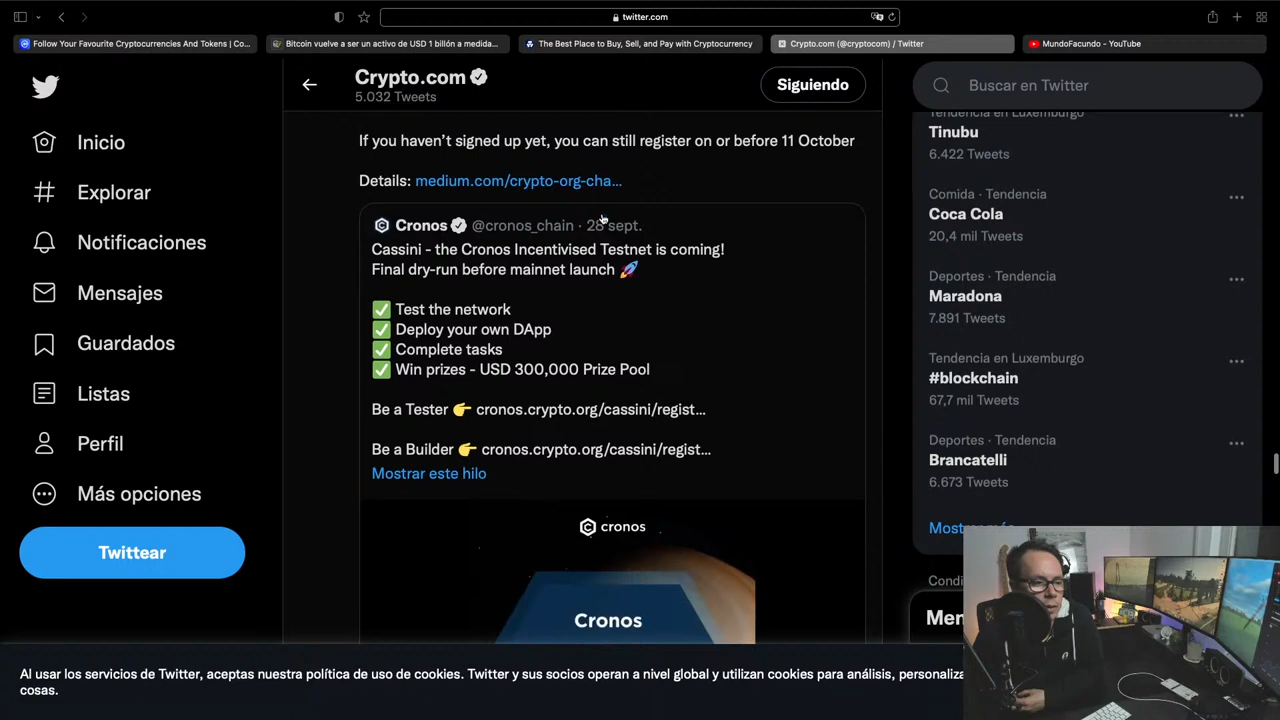 twitter.com
Follow Your Favourite Cryptocurrencies And Tokens | Co...
Bitcoin vuelve a ser un activo de USD 1 billón a medida...
The Best Place to Buy, Sell, and Pay with Cryptocurrency
Crypto.com (@cryptocom) / Twitter
MundoFacundo - YouTube
Inicio
Explorar
Notificaciones
Mensajes
Guardados
Listas
Perfil
Más opciones
Twittear
Crypto.com
5.032 Tweets
Siguiendo
If you haven’t signed up yet, you can still register on or before 11 October
Details: medium.com/crypto-org-cha...
Cronos @cronos_chain · 28 sept.
Cassini - the Cronos Incentivised Testnet is coming!
Final dry-run before mainnet launch 🚀
✅ Test the network
✅ Deploy your own DApp
✅ Complete tasks
✅ Win prizes - USD 300,000 Prize Pool
Be a Tester 👉 cronos.crypto.org/cassini/regist...
Be a Builder 👉 cronos.crypto.org/cassini/regist...
Mostrar este hilo
cronos
Cronos
Buscar en Twitter
Tendencia en Luxemburgo
Tinubu
6.422 Tweets
Comida · Tendencia
Coca Cola
20,4 mil Tweets
Deportes · Tendencia
Maradona
7.891 Tweets
Tendencia en Luxemburgo
#blockchain
67,7 mil Tweets
Deportes · Tendencia
Brancatelli
6.673 Tweets
Mostrar más
Condi
Men
Al usar los servicios de Twitter, aceptas nuestra política de uso de cookies. Twitter y sus socios operan a nivel global y utilizan cookies para análisis, personaliza
cosas.